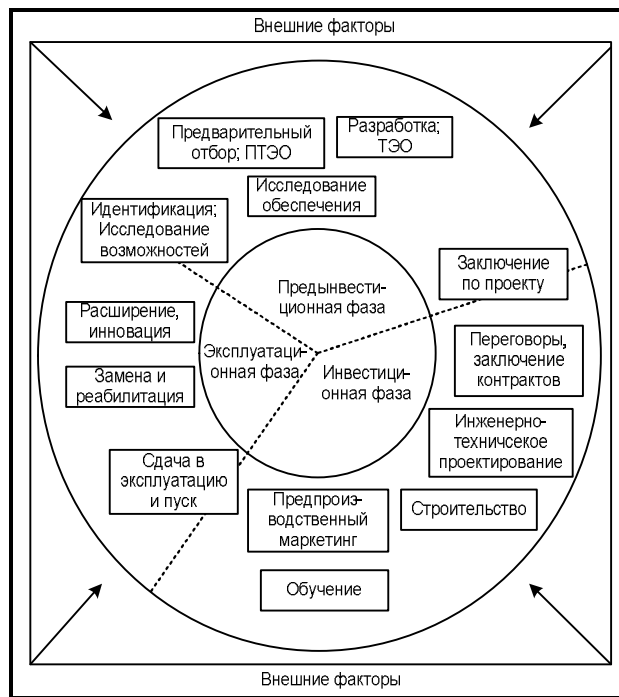 Внешние факторы
Предварительный
отбор; ПТЭО
Разработка;
ТЭО
Исследование
обеспечения
Идентификация;
Исследование
возможностей
Заключение
по проекту
Предынвести-
ционная фаза
Расширение,
инновация
Переговоры,
заключение
контрактов
Эксплуатаци-
онная фаза
Инвестици-
онная фаза
Замена и
реабилитация
Инженерно-
техничсекое
проектирование
Сдача в
эксплуатацию
и пуск
Предпроиз-
водственный
маркетинг
Строительство
Обучение
Внешние факторы